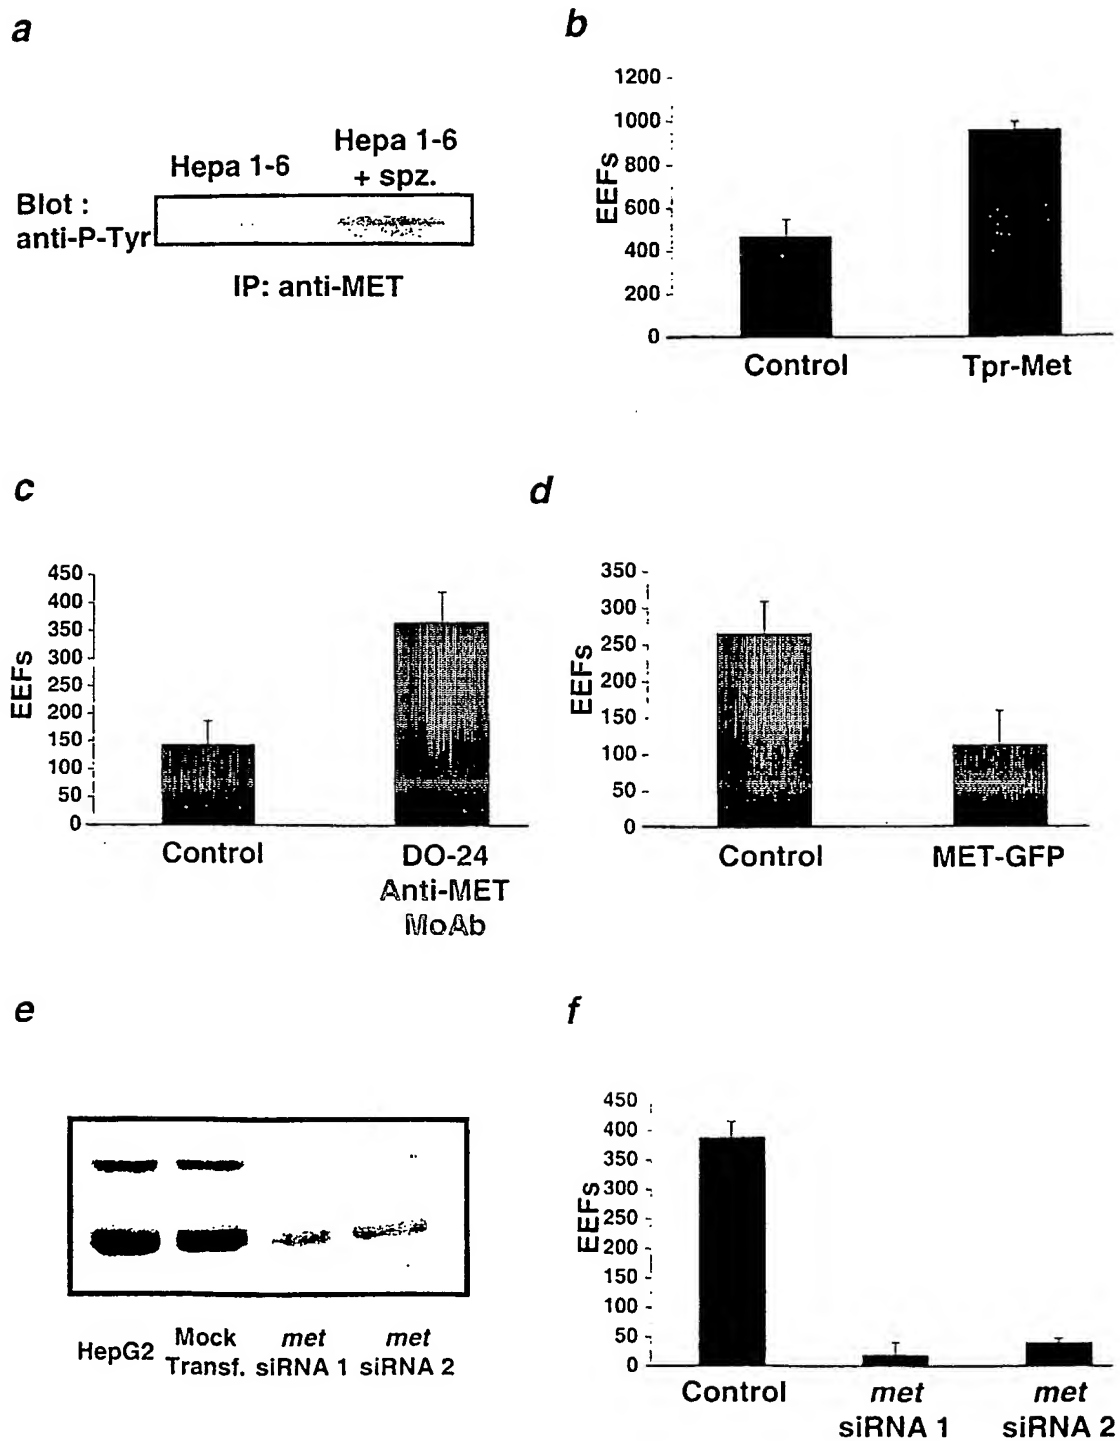 a
Hepa 1-6
Hepa 1-6
+ spz.
Blot :
anti-P-Tyr
IP: anti-MET
b
1200
1000
800
600
400
200
0
EEFs
Control
Tpr-Met
c
450
400
350
300
250
200
150
100
50
0
EEFs
Control
DO-24
Anti-MET
MoAb
d
350
300
250
200
150
100
50
0
EEFs
Control
MET-GFP
e
HepG2
Mock
Transf.
met
siRNA 1
met
siRNA 2
f
450
400
350
300
250
200
150
100
50
0
EEFs
Control
met
siRNA 1
met
siRNA 2